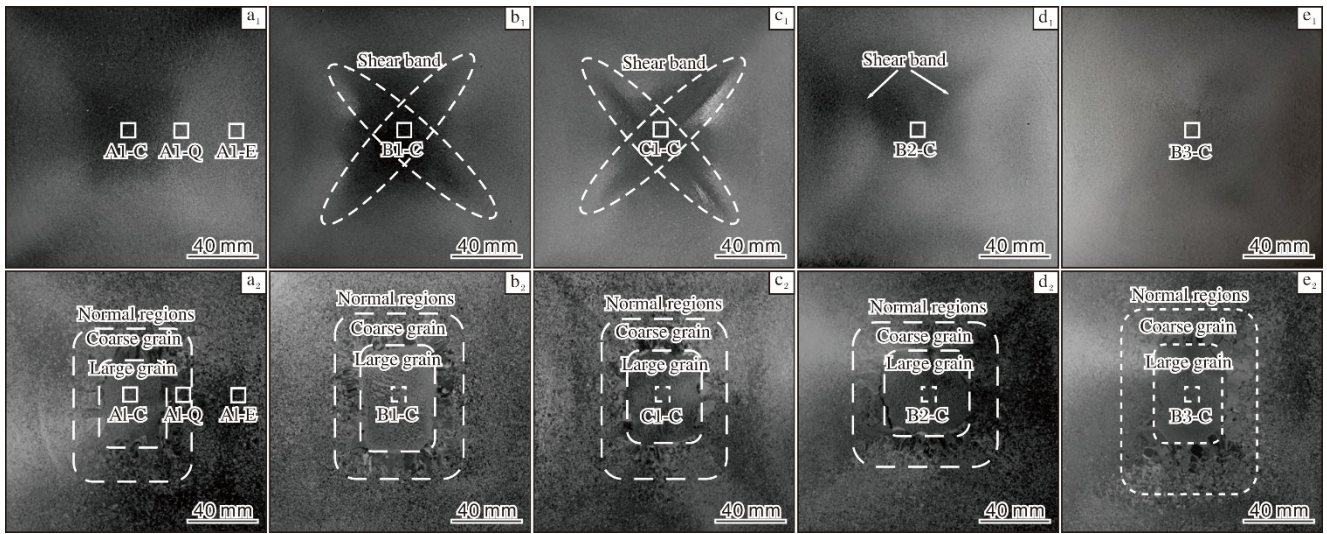 a1
A1-C A1-Q A1-E
40 mm
b1
Shear band
B1-C
40 mm
c1
Shear band
C1-C
40 mm
d1
Shear band
B2-C
40 mm
e1
B3-C
40 mm
a2
Normal regions
Coarse grain
Large grain
A1-C A1-Q A1-E
40 mm
b2
Normal regions
Coarse grain
Large grain
B1-C
40 mm
c2
Normal regions
Coarse grain
Large grain
C1-C
40 mm
d2
Normal regions
Coarse grain
Large grain
B2-C
40 mm
e2
Normal regions
Coarse grain
Large grain
B3-C
40 mm